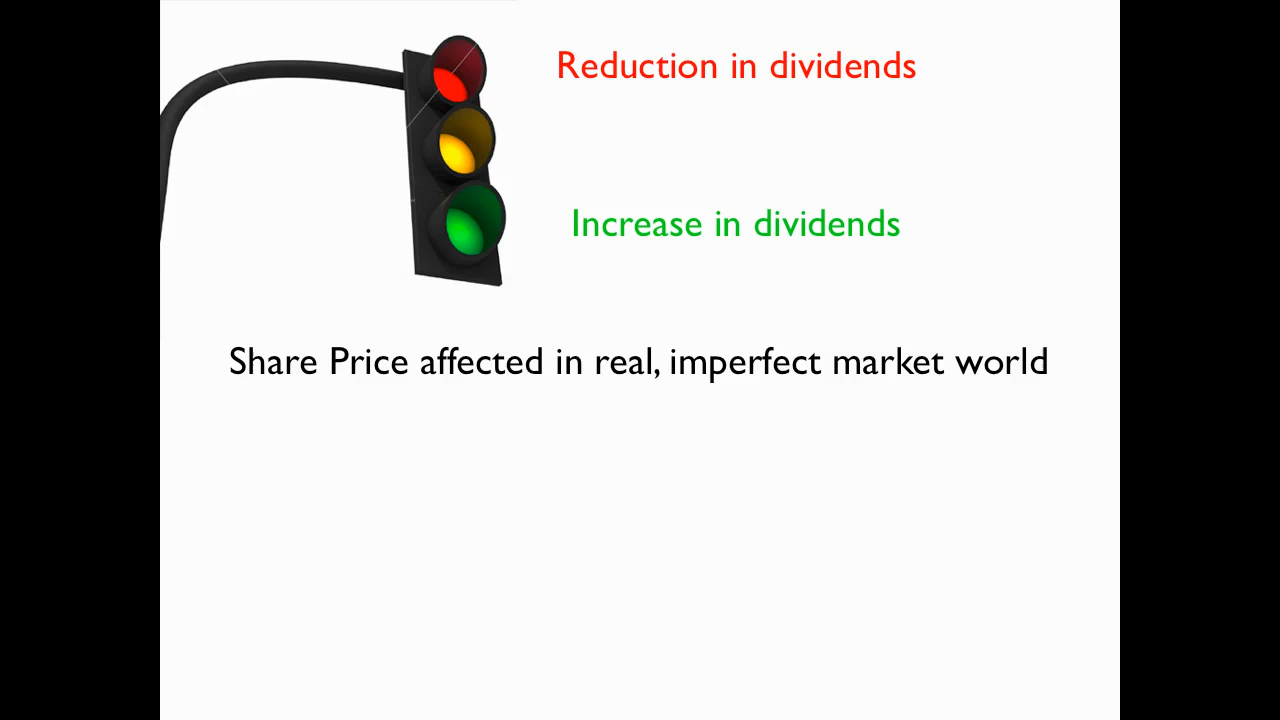 Reduction in dividends
Increase in dividends
Share Price affected in real, imperfect market world